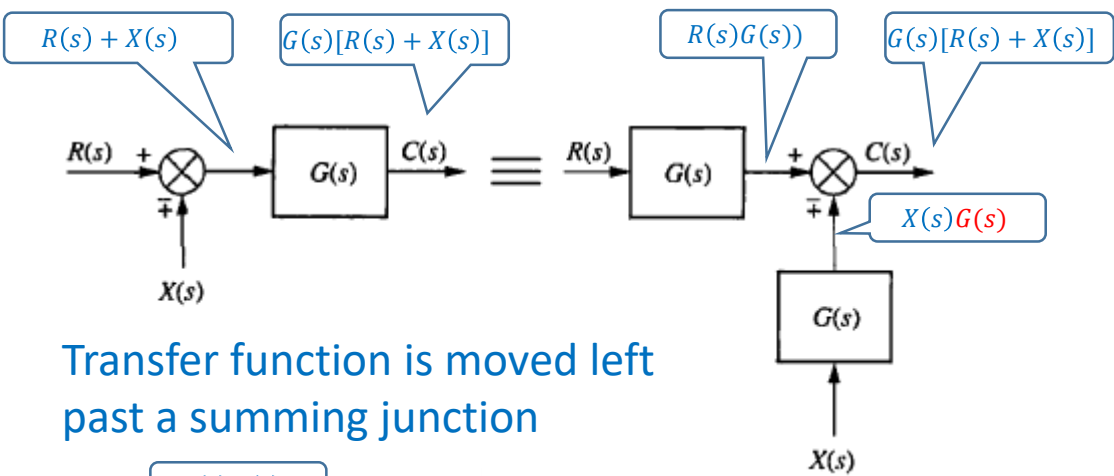 R(s) + X(s)
G(s)[R(s) + X(s)]
R(s)G(s))
G(s)[R(s) + X(s)]
R(s) + ∓ G(s) C(s) ≡ R(s) G(s) + ∓ C(s)
X(s)G(s)
X(s)
G(s)
Transfer function is moved left
past a summing junction
X(s)